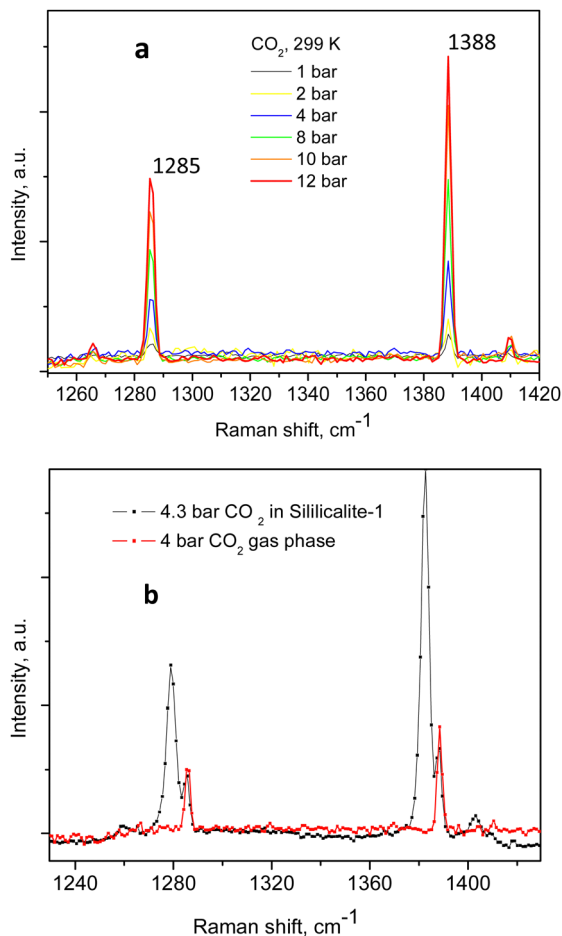 a
CO2, 299 K
1 bar
2 bar
4 bar
8 bar
10 bar
12 bar
1285
1388
Intensity, a.u.
1260 1280 1300 1320 1340 1360 1380 1400 1420
Raman shift, cm-1
4.3 bar CO2 in Sililicalite-1
4 bar CO2 gas phase
b
Intensity, a.u.
1240 1280 1320 1360 1400
Raman shift, cm-1